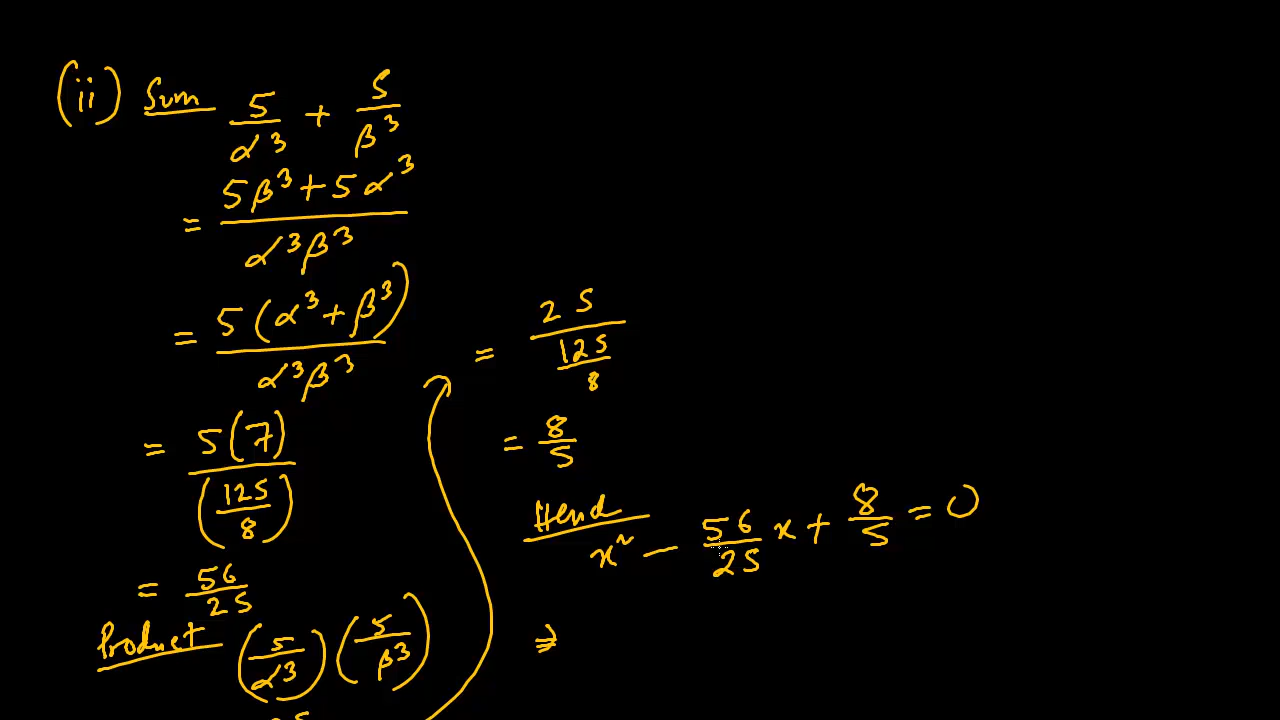 (ii) Sum 5/α³ + 5/β³
= (5β³ + 5α³)/(α³β³)
= 5(α³ + β³)/(α³β³)
= 5(7)/(125/8)
= 56/25
Product (5/α³)(5/β³)
= 25/(125/8)
= 8/5
Hend
x² − 56/25 x + 8/5 = 0
⇒